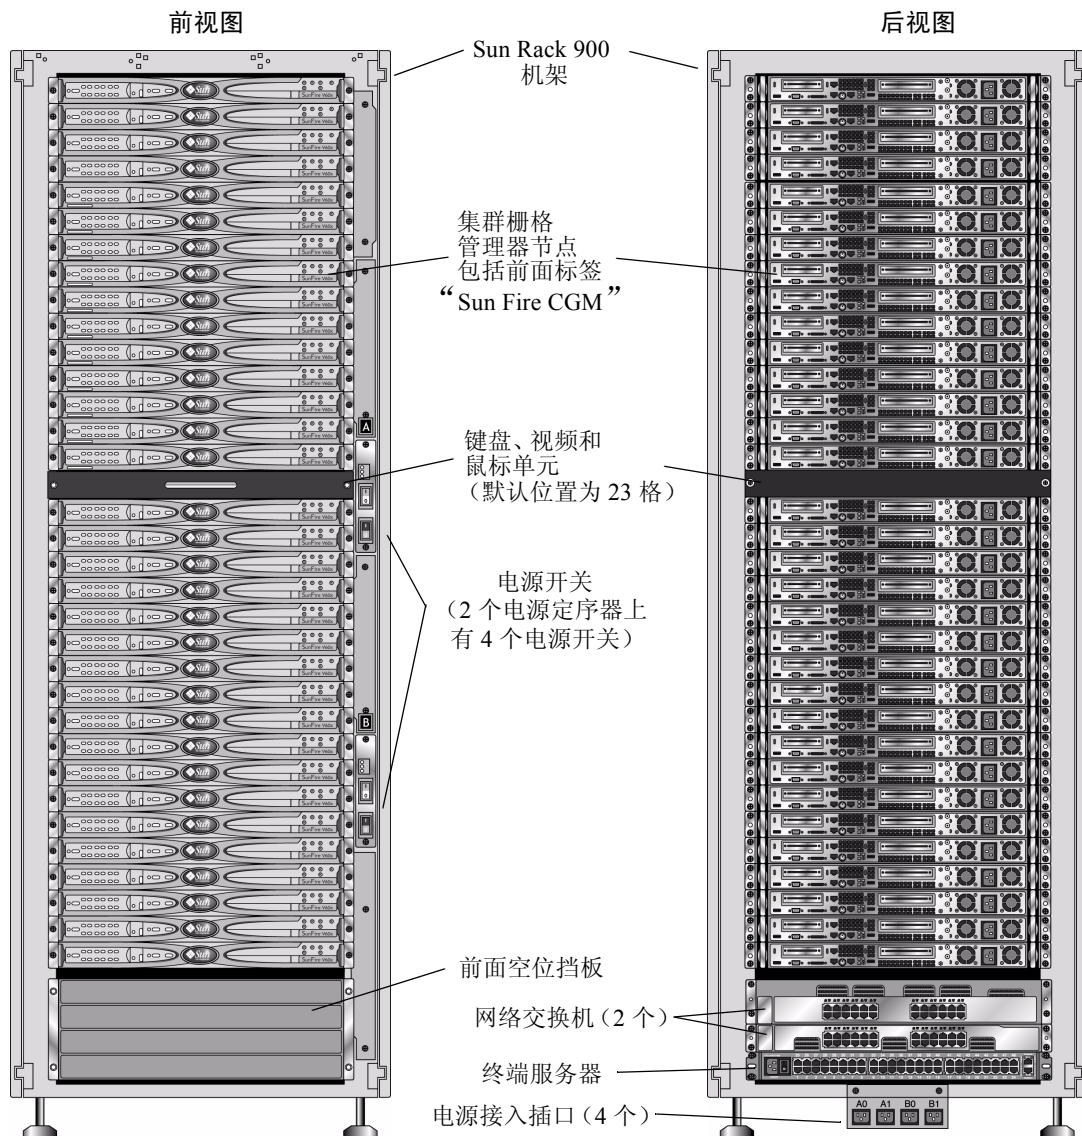 前视图
后视图
Sun Rack 900
机架
集群栅格
管理器节点
包括前面标签
“Sun Fire CGM”
键盘、视频和
鼠标单元
（默认位置为 23 格）
电源开关
（2 个电源定序器上
有 4 个电源开关）
前面空位挡板
网络交换机（2 个）
终端服务器
电源接入插口（4 个）
A
B
A0 A1 B0 B1
Sun
SunFire V60x